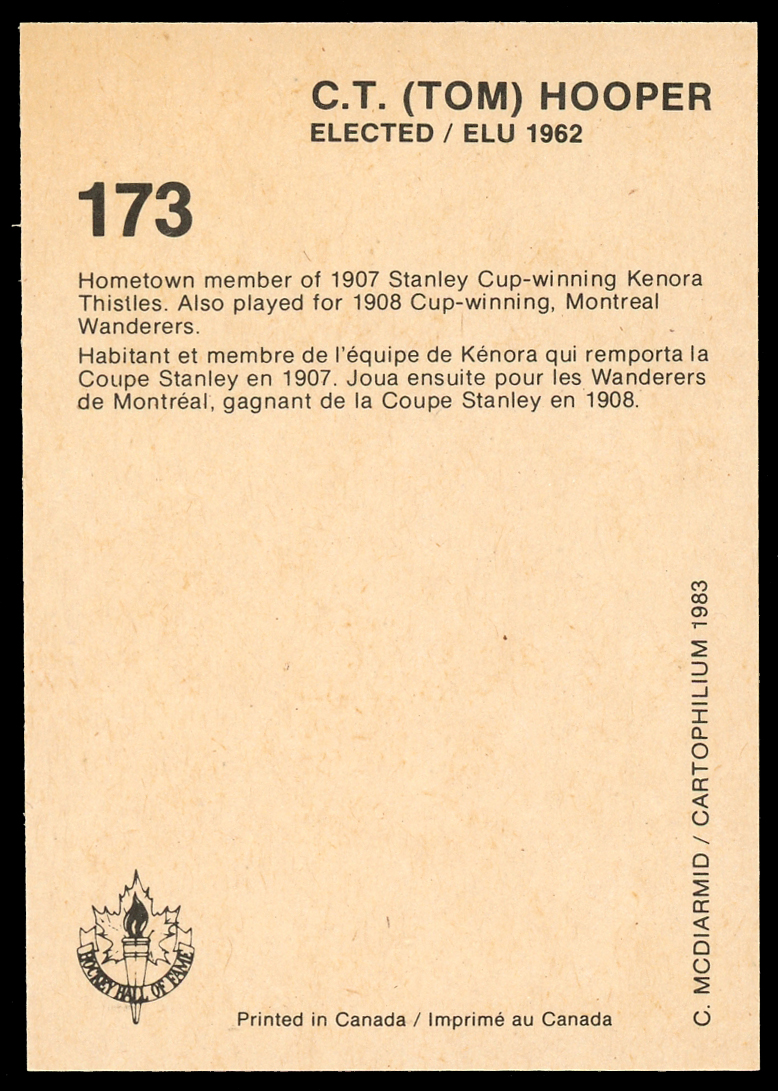 C.T. (TOM) HOOPER
ELECTED / ELU 1962
173
Hometown member of 1907 Stanley Cup-winning Kenora
Thistles. Also played for 1908 Cup-winning, Montreal
Wanderers.
Habitant et membre de l'équipe de Kénora qui remporta la
Coupe Stanley en 1907. Joua ensuite pour les Wanderers
de Montréal, gagnant de la Coupe Stanley en 1908.
C. MCDIARMID / CARTOPHILIUM 1983
HOCKEY HALL OF FAME
Printed in Canada / Imprimé au Canada